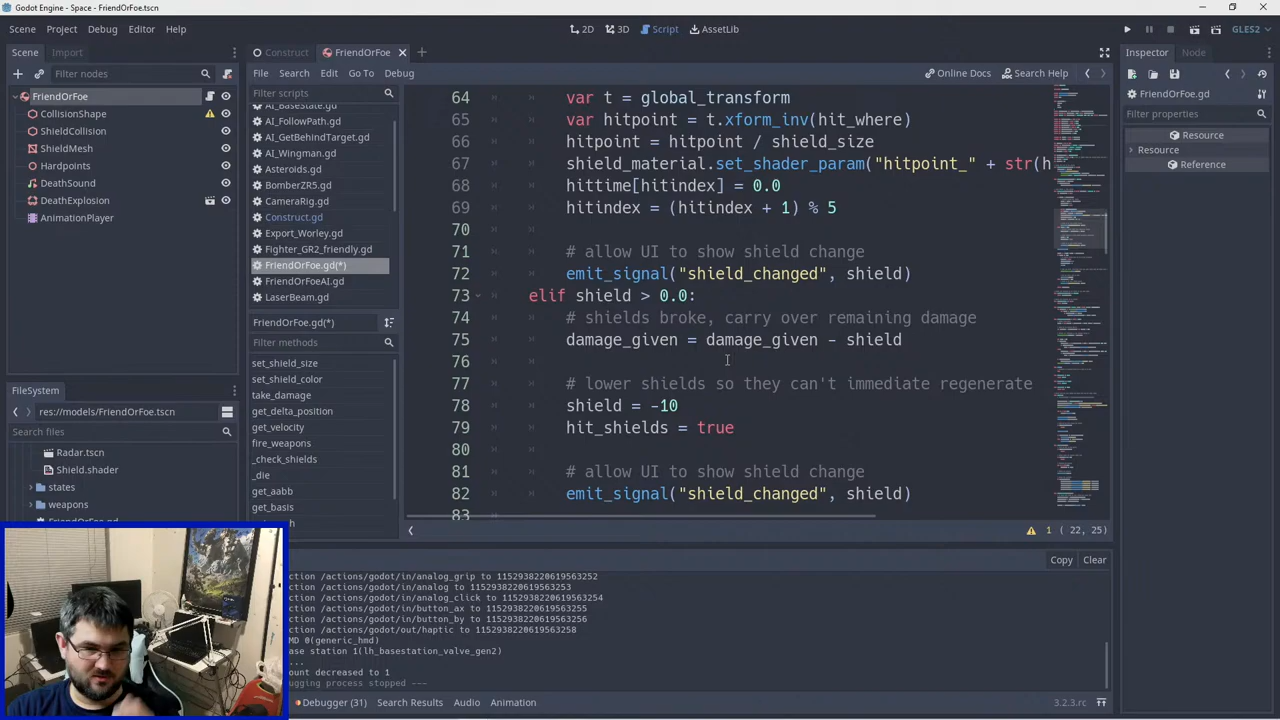 Godot Engine - Space - FriendOrFoe.tscn
Scene Project Debug Editor Help
2D 3D Script AssetLib
GLES2
Scene Import
Filter nodes
FriendOrFoe
CollisionShape
ShieldCollision
ShieldMesh
Hardpoints
DeathSound
DeathExplosion
AnimationPlayer
FileSystem
res://models/FriendOrFoe.tscn
Search files
Radar.tscn
Shield.shader
states
weapons
Construct FriendOrFoe
File Search Edit Go To Debug
Online Docs Search Help
Filter scripts
AI_BaseState.gd
AI_FollowPath.gd
AI_GetBehindTarget.gd
AI_Wingman.gd
Asteroids.gd
BomberZR5.gd
CameraRig.gd
Construct.gd
Export_Worley.gd
Fighter_GR2_friendly.gd
FriendOrFoe.gd(*)
FriendOrFoeAI.gd
LaserBeam.gd
FriendOrFoe.gd(*)
Filter methods
set_shield_size
set_shield_color
take_damage
get_delta_position
get_velocity
fire_weapons
_check_shields
_die
get_aabb
get_basis
64 var t = global_transform
65 var hitpoint = t.xform_inv(hit_where)
66 hitpoint = hitpoint / shield_size
67 shield_material.set_shader_param("hitpoint_" + str(h
68 hittime[hitindex] = 0.0
69 hitindex = (hitindex + 1) % 5
70
71 # allow UI to show shield change
72 emit_signal("shield_changed", shield)
73 elif shield > 0.0:
74 # shields broke, carry over remaining damage
75 damage_given = damage_given - shield
76
77 # lower shields so they can't immediate regenerate
78 shield = -10
79 hit_shields = true
80
81 # allow UI to show shield change
82 emit_signal("shield_changed", shield)
83
1 ( 22, 25)
Copy Clear
ction /actions/godot/in/analog_grip to 1152938220619563252
ction /actions/godot/in/analog to 1152938220619563253
ction /actions/godot/in/analog_click to 1152938220619563254
ction /actions/godot/in/button_ax to 1152938220619563255
ction /actions/godot/in/button_by to 1152938220619563256
ction /actions/godot/out/haptic to 1152938220619563258
MD 0(generic_hmd)
ase station 1(lh_basestation_valve_gen2)
...
ount decreased to 1
ugging process stopped ---
Debugger (31) Search Results Audio Animation
3.2.3.rc
Inspector Node
FriendOrFoe.gd
Filter properties
Resource
Resource
Reference